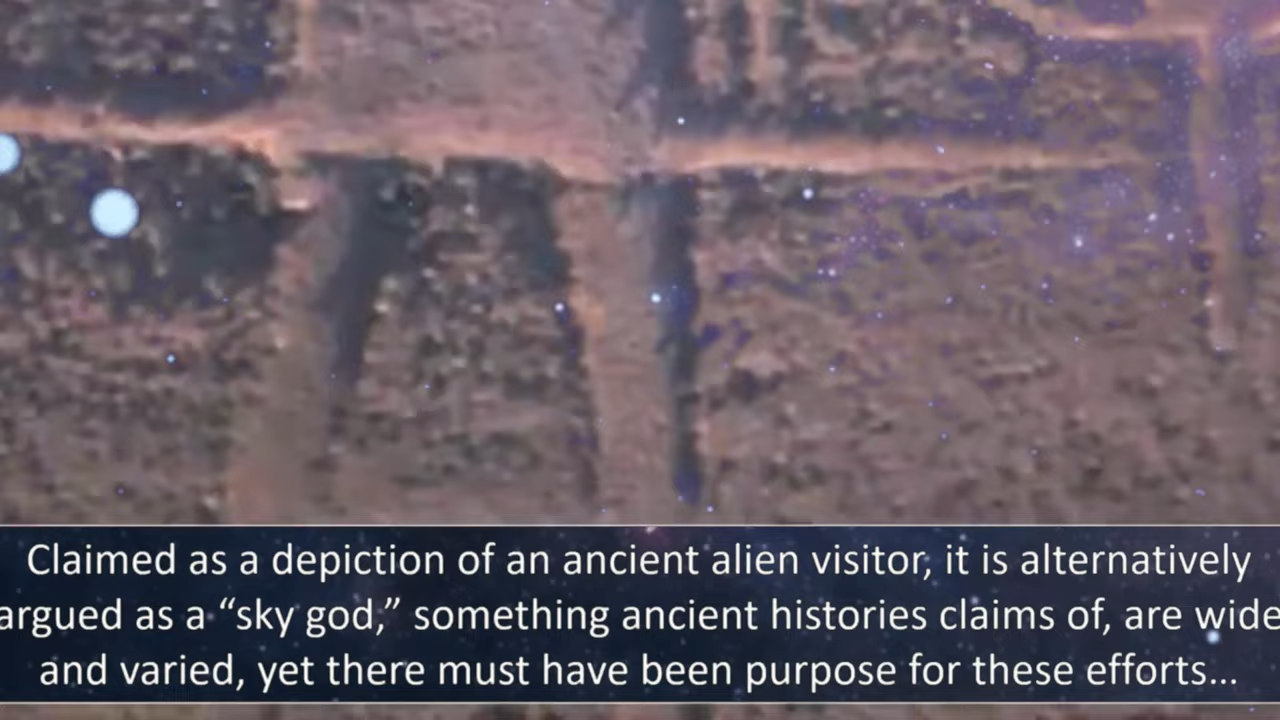 Claimed as a depiction of an ancient alien visitor, it is alternatively
argued as a “sky god,” something ancient histories claims of, are wide
and varied, yet there must have been purpose for these efforts...